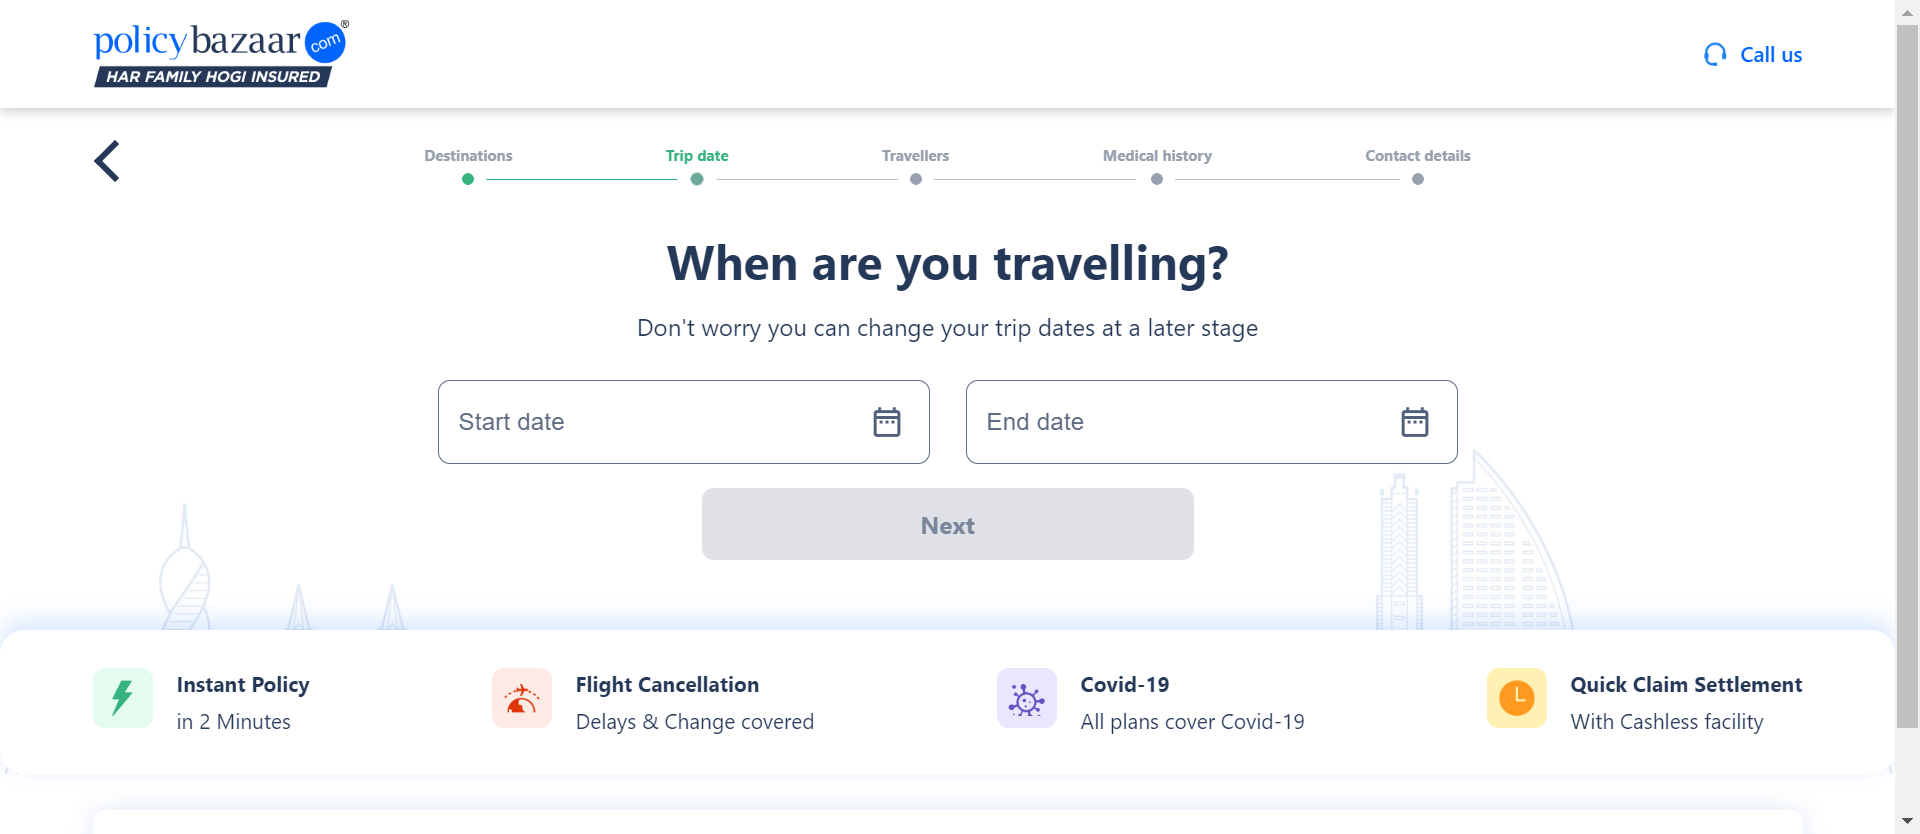 policybazaar com ®
HAR FAMILY HOGI INSURED
Call us
Destinations
Trip date
Travellers
Medical history
Contact details
When are you travelling?
Don't worry you can change your trip dates at a later stage
Start date
End date
Next
Instant Policy
in 2 Minutes
Flight Cancellation
Delays & Change covered
Covid-19
All plans cover Covid-19
Quick Claim Settlement
With Cashless facility